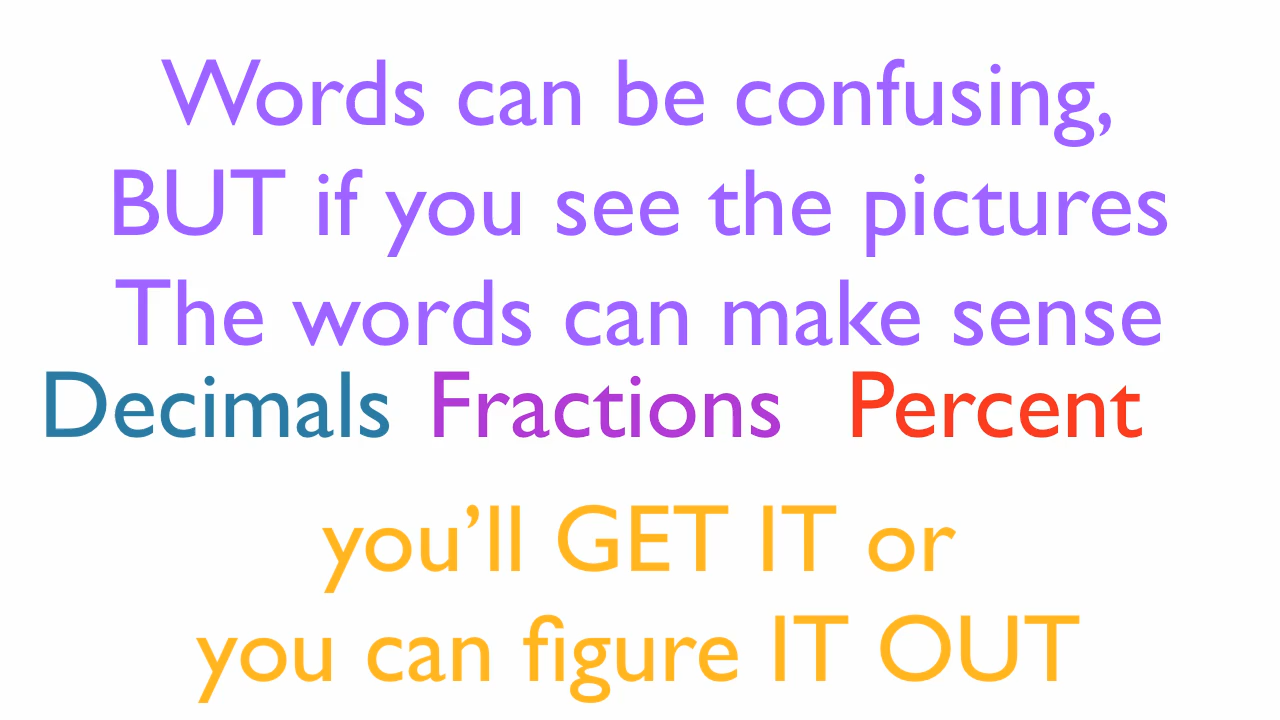 Words can be confusing,
BUT if you see the pictures
The words can make sense
Decimals Fractions Percent
you’ll GET IT or
you can figure IT OUT